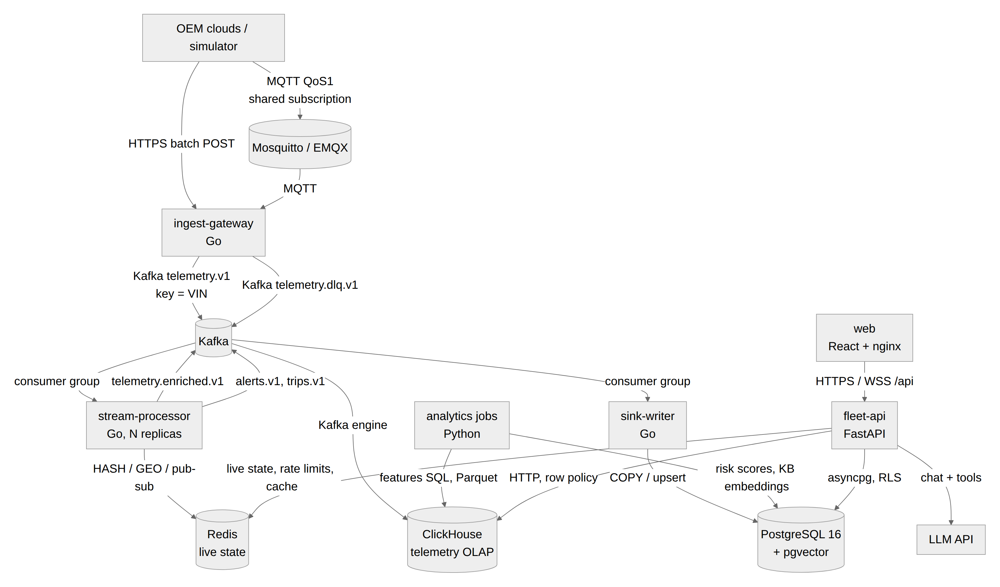 OEM clouds /
simulator
MQTT QoS1
shared subscription
HTTPS batch POST
Mosquitto / EMQX
MQTT
ingest-gateway
Go
Kafka telemetry.v1
key = VIN
Kafka telemetry.dlq.v1
Kafka
web
React + nginx
consumer group
telemetry.enriched.v1
alerts.v1, trips.v1
consumer group
HTTPS / WSS /api
stream-processor
Go, N replicas
Kafka engine
analytics jobs
Python
sink-writer
Go
fleet-api
FastAPI
HASH / GEO / pub-
sub
live state, rate limits,
cache
features SQL, Parquet
HTTP, row policy
COPY / upsert
risk scores, KB
embeddings
asyncpg, RLS
chat + tools
Redis
live state
ClickHouse
telemetry OLAP
PostgreSQL 16
+ pgvector
LLM API